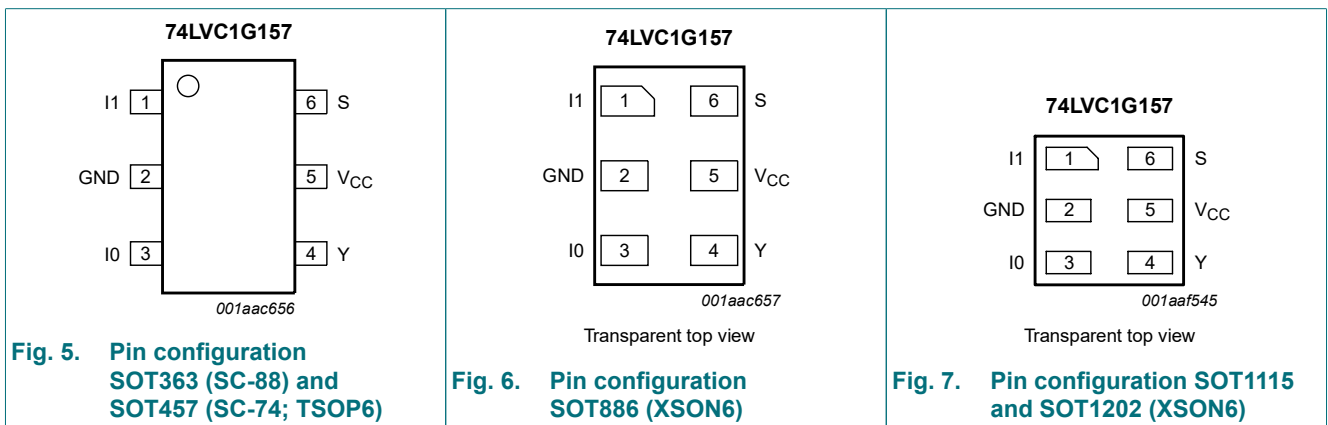 74LVC1G157
I1 1 6 S
GND 2 5 VCC
I0 3 4 Y
001aac656
Fig. 5. Pin configuration
SOT363 (SC-88) and
SOT457 (SC-74; TSOP6)
74LVC1G157
I1 1 6 S
GND 2 5 VCC
I0 3 4 Y
001aac657
Transparent top view
Fig. 6. Pin configuration
SOT886 (XSON6)
74LVC1G157
I1 1 6 S
GND 2 5 VCC
I0 3 4 Y
001aaf545
Transparent top view
Fig. 7. Pin configuration SOT1115
and SOT1202 (XSON6)